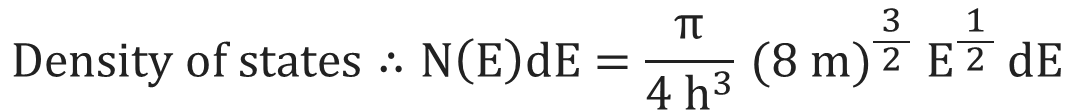 Density of states ∴ N(E)dE = π / 4 h³ (8 m)^3/2 E^1/2 dE